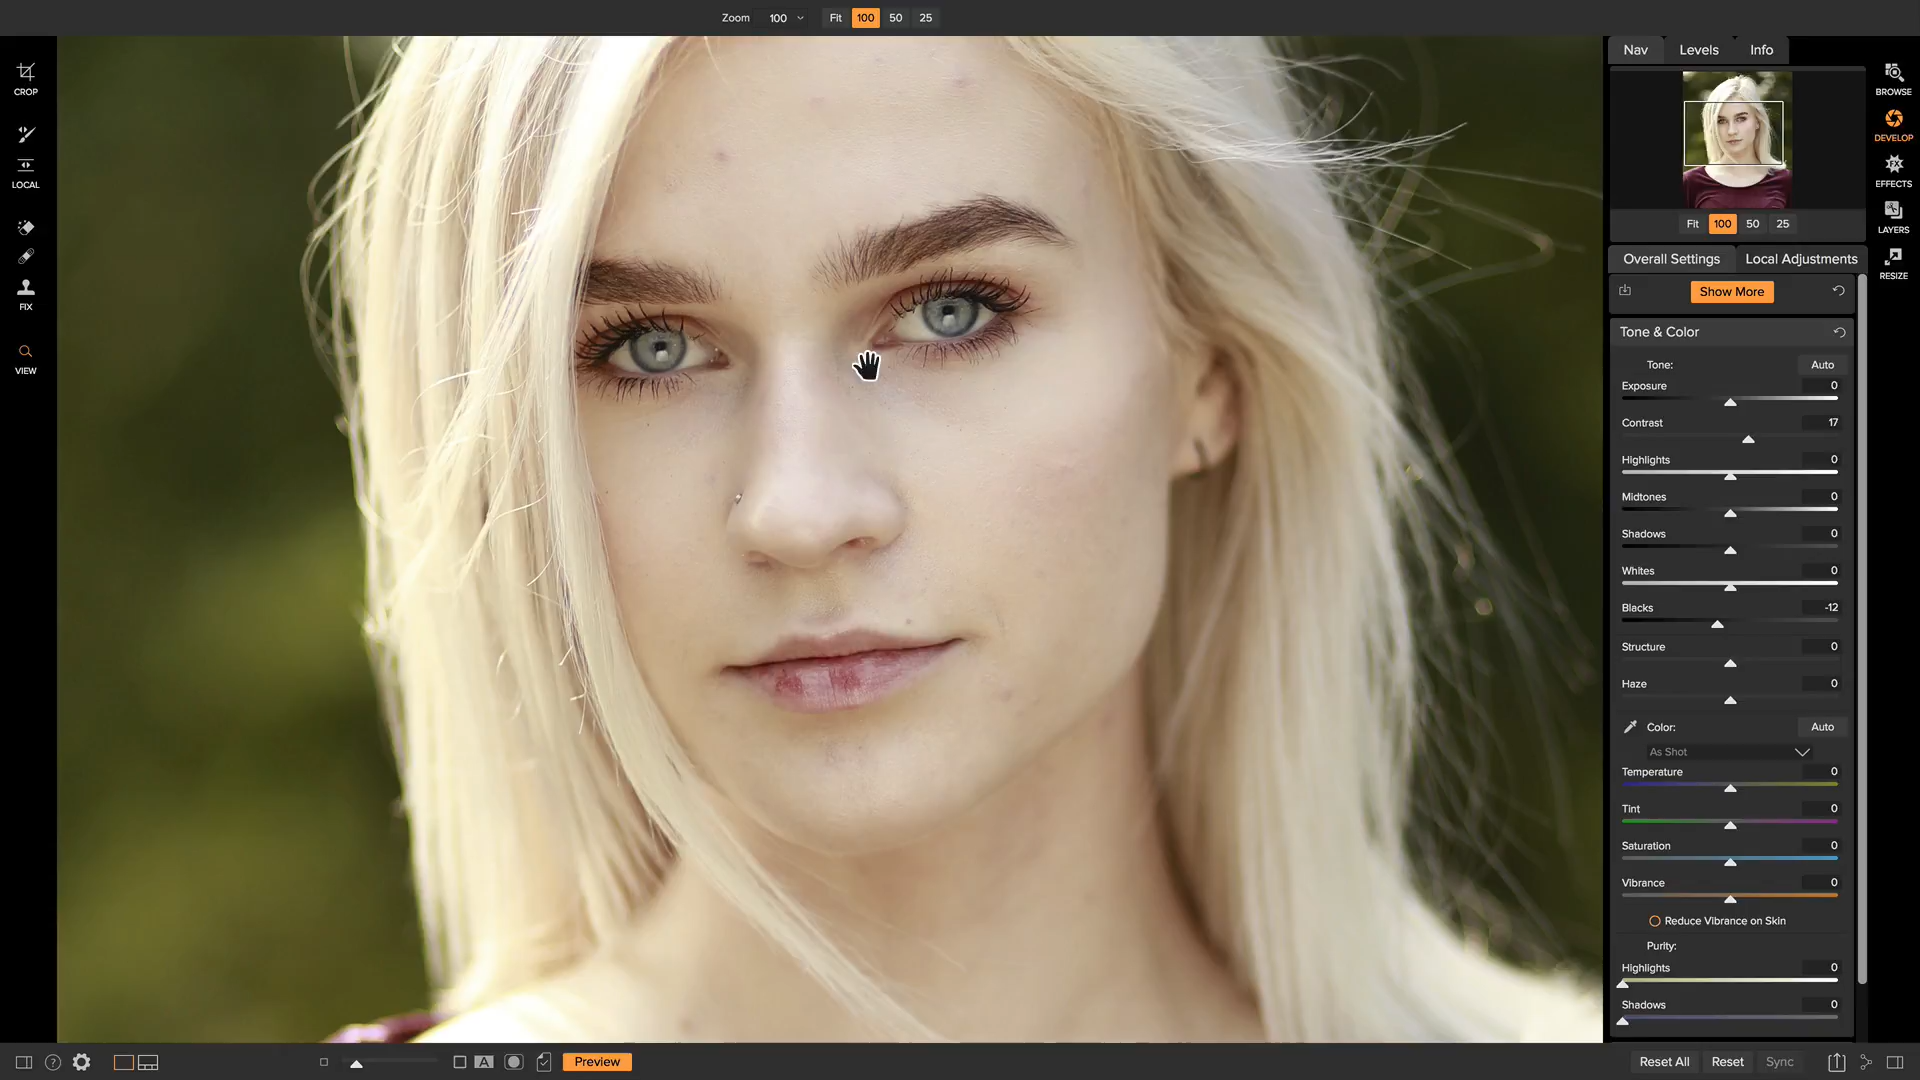 Zoom 100 Fit 100 50 25
CROP
LOCAL
FIX
VIEW
Nav Levels Info
Fit 100 50 25
BROWSE
DEVELOP
EFFECTS
LAYERS
RESIZE
Overall Settings Local Adjustments
Show More
Tone & Color
Tone: Auto
Exposure 0
Contrast 17
Highlights 0
Midtones 0
Shadows 0
Whites 0
Blacks -12
Structure 0
Haze 0
Color: Auto
As Shot
Temperature 0
Tint 0
Saturation 0
Vibrance 0
Reduce Vibrance on Skin
Purity:
Highlights 0
Shadows 0
? A Preview
Reset All Reset Sync